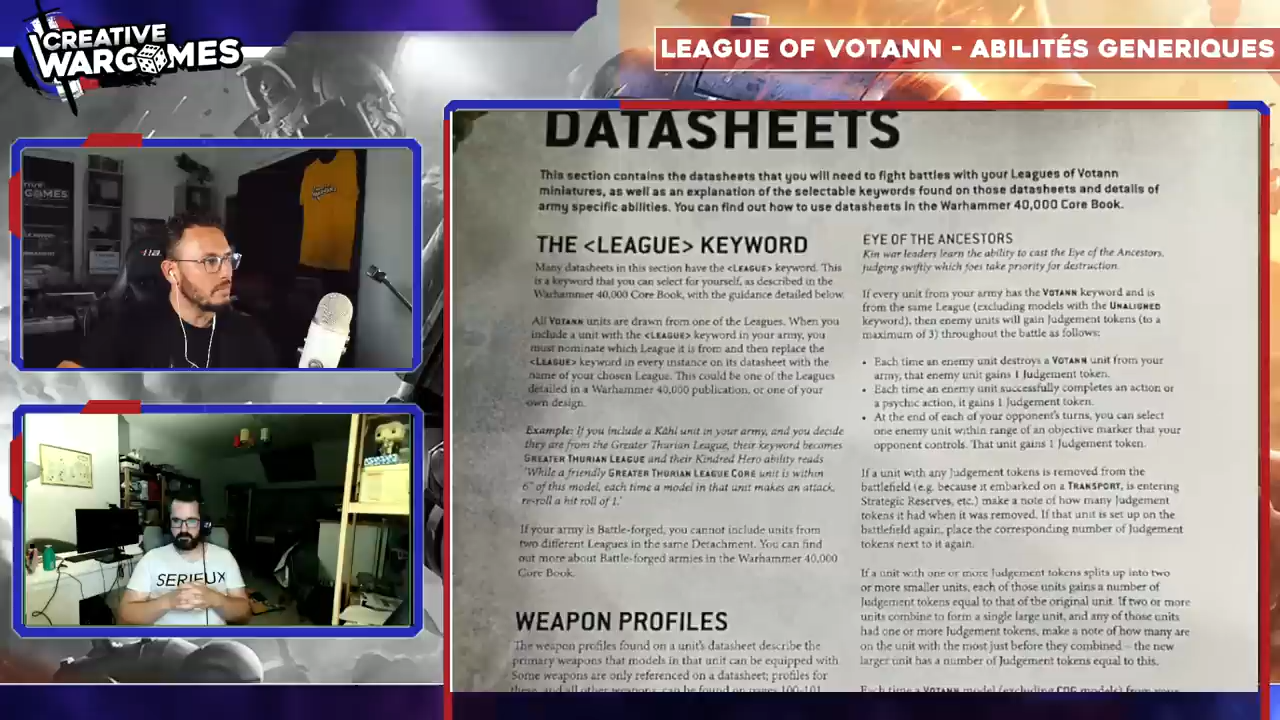 CREATIVE
WARGAMES
LEAGUE OF VOTANN - ABILITÉS GENERIQUES
SERIEUX
DATASHEETS
This section contains the datasheets that you will need to fight battles with your Leagues of Votann
miniatures, as well as an explanation of the selectable keywords found on those datasheets and details of
army specific abilities. You can find out how to use datasheets in the Warhammer 40,000 Core Book.
THE <LEAGUE> KEYWORD
Many datasheets in this section have the <LEAGUE> keyword. This
is a keyword that you can select for yourself, as described in the
Warhammer 40,000 Core Book, with the guidance detailed below.
All VOTANN units are drawn from one of the Leagues. When you
include a unit with the <LEAGUE> keyword in your army, you
must nominate which League it is from and then replace the
<LEAGUE> keyword in every instance on its datasheet with the
name of your chosen League. This could be one of the Leagues
detailed in a Warhammer 40,000 publication, or one of your
own design.
Example: If you include a Kâhl unit in your army, and you decide
they are from the Greater Thurian League, their keyword becomes
GREATER THURIAN LEAGUE and their Kindred Hero ability reads
'While a friendly GREATER THURIAN LEAGUE CORE unit is within
6" of this model, each time a model in that unit makes an attack,
re-roll a hit roll of 1.'
If your army is Battle-forged, you cannot include units from
two different Leagues in the same Detachment. You can find
out more about Battle-forged armies in the Warhammer 40,000
Core Book.
WEAPON PROFILES
The weapon profiles found on a unit's datasheet describe the
primary weapons that models in that unit can be equipped with.
Some weapons are only referenced on a datasheet; profiles for
these, and all other weapons, can be found on pages 100-101
EYE OF THE ANCESTORS
Kin war leaders learn the ability to cast the Eye of the Ancestors,
judging swiftly which foes take priority for destruction.
If every unit from your army has the VOTANN keyword and is
from the same League (excluding models with the UNALIGNED
keyword), then enemy units will gain Judgement tokens (to a
maximum of 3) throughout the battle as follows:
• Each time an enemy unit destroys a VOTANN unit from your
army, that enemy unit gains 1 Judgement token.
• Each time an enemy unit successfully completes an action or
a psychic action, it gains 1 Judgement token.
• At the end of each of your opponent's turns, you can select
one enemy unit within range of an objective marker that your
opponent controls. That unit gains 1 Judgement token.
If a unit with any Judgement tokens is removed from the
battlefield (e.g. because it embarked on a TRANSPORT, is entering
Strategic Reserves, etc.) make a note of how many Judgement
tokens it had when it was removed. If that unit is set up on the
battlefield again, place the corresponding number of Judgement
tokens next to it again.
If a unit with one or more Judgement tokens splits up into two
or more smaller units, each of those units gains a number of
Judgement tokens equal to that of the original unit. If two or more
units combine to form a single large unit, and any of those units
had one or more Judgement tokens, make a note of how many are
on the unit with the most just before they combined – the new
larger unit has a number of Judgement tokens equal to this.
Each time a VOTANN model (excluding COG models) from your